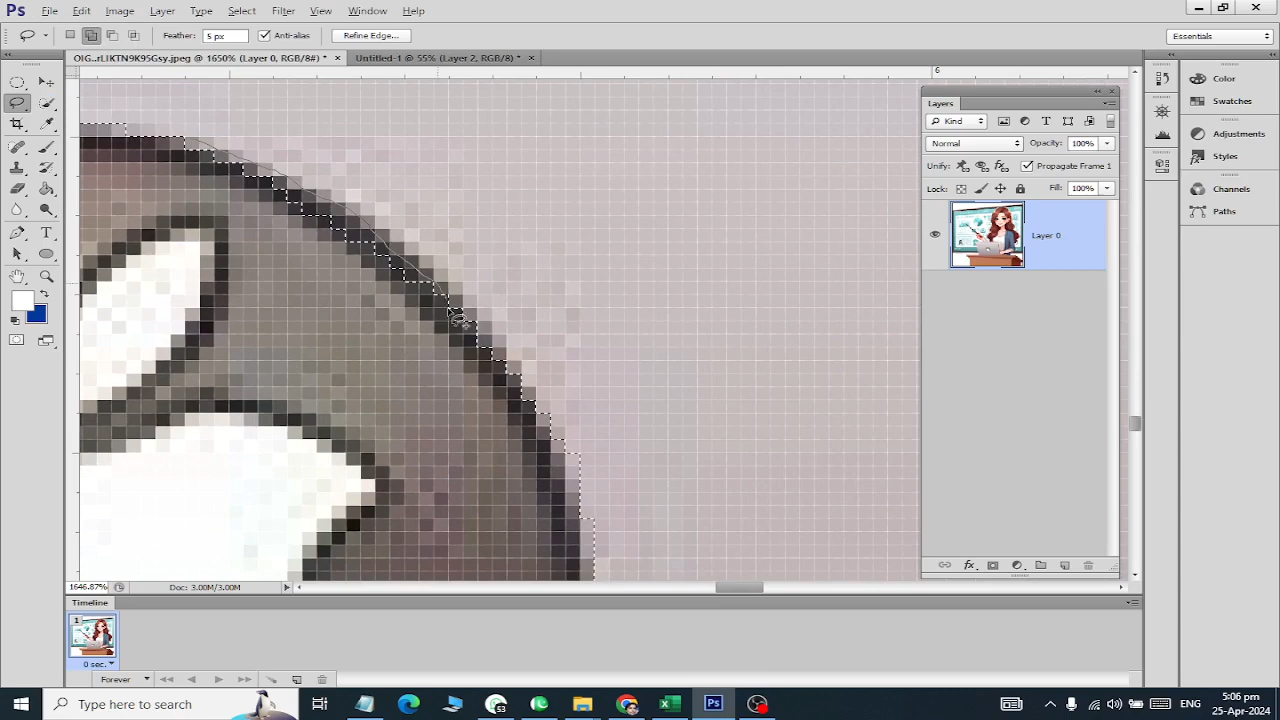 Ps File Edit Image Layer Type Select Filter View Window Help
Feather: 5 px Anti-alias Refine Edge... Essentials
OIG..rLIKTN9K95Gsy.jpeg @ 1650% (Layer 0, RGB/8#) * × Untitled-1 @ 55% (Layer 2, RGB/8) * ×
6
Layers
Kind
Normal Opacity: 100%
Unify: Propagate Frame 1
Lock: Fill: 100%
Layer 0
Color
Swatches
Adjustments
Styles
Channels
Paths
1646.87% Doc: 3.00M/3.00M
Timeline
1
0 sec.
Forever
Type here to search
Ps
5:06 pm
25-Apr-2024